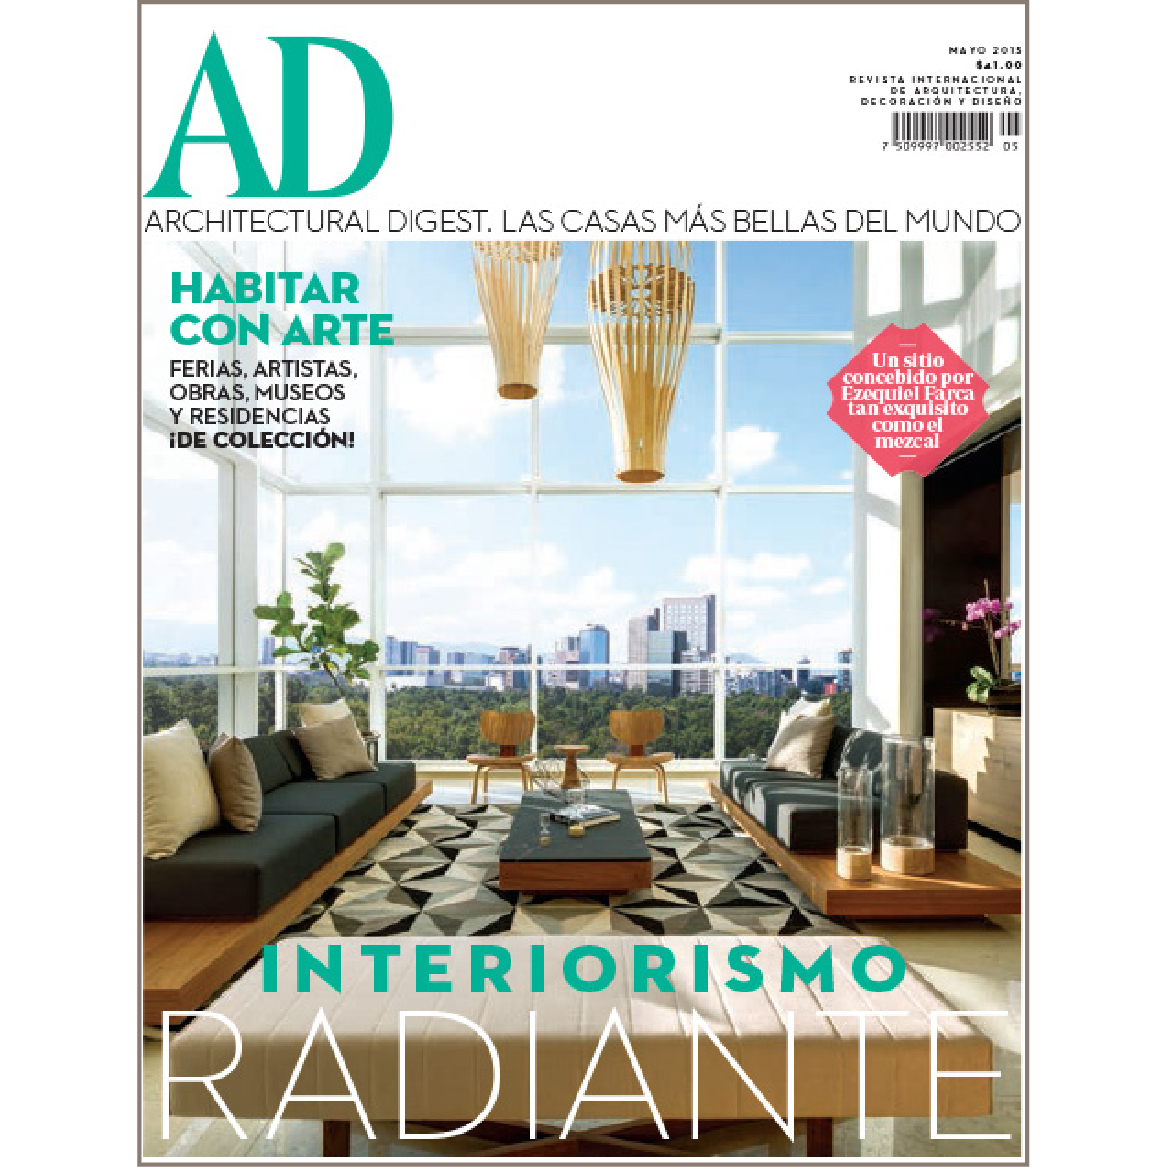 AD
MAYO 2015
$41.00
REVISTA INTERNACIONAL
DE ARQUITECTURA,
DECORACIÓN Y DISEÑO
7 509997 002552 05
ARCHITECTURAL DIGEST. LAS CASAS MÁS BELLAS DEL MUNDO
HABITAR
CON ARTE
FERIAS, ARTISTAS,
OBRAS, MUSEOS
Y RESIDENCIAS
¡DE COLECCIÓN!
Un sitio
concebido por
Ezequiel Farca
tan exquisito
como el
mezcal
INTERIORISMO
RADIANTE